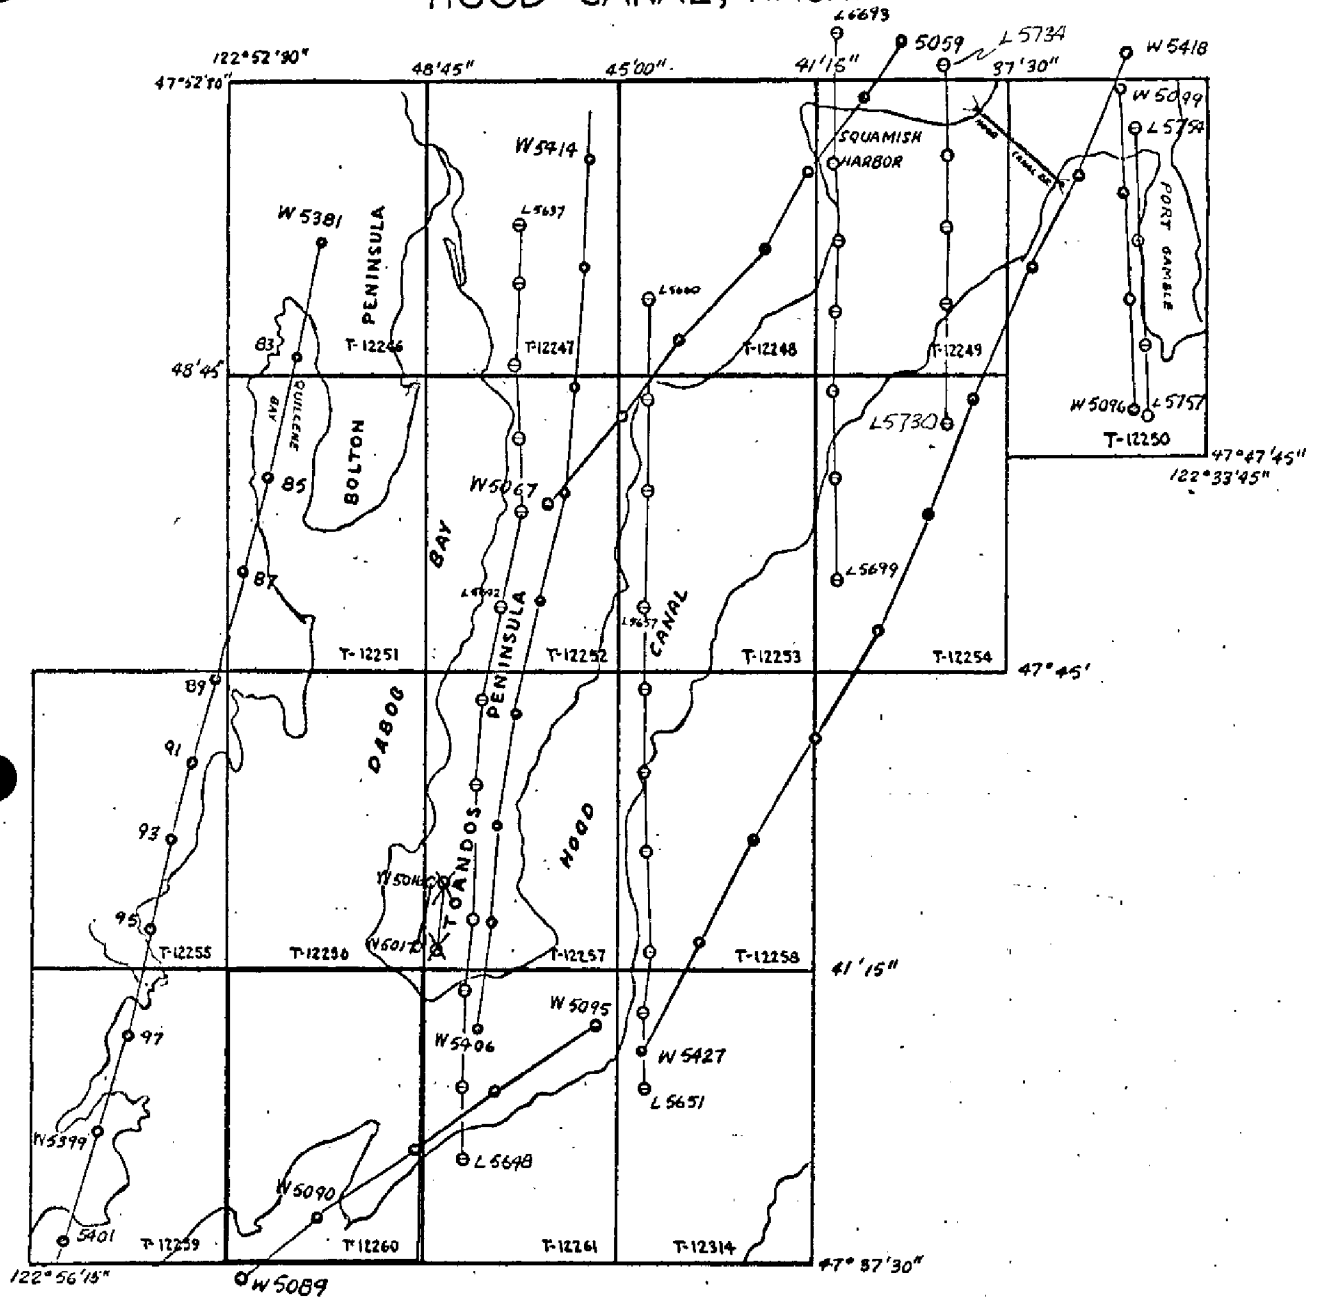 L5693
5059
L5734
W5418
122°52'30"
48'45"
45'00"
41'15"
37'30"
47°52'30"
W5099
L5754
SQUAMISH
HARBOR
HOOD
CANAL BR.
W5414
L5637
W5381
PENINSULA
PORT GAMBLE
L5660
83
T-12246
T-12247
T-12248
T-12249
48'45"
QUILCENE
BAY
W5096
L5757
L5730
T-12250
47°47'45"
122°33'45"
BOLTON
85
W5067
BAY
87
L5699
PENINSULA
L5657
CANAL
T-12251
T-12252
T-12253
T-12254
47°45'
89
DABOB
91
93
TOANDOS
HOOD
95
W5017
T-12255
T-12257
T-12258
41'15"
97
W5095
W5406
W5427
L5651
W5399
L5648
W5090
5401
T-12259
T-12260
T-12261
T-12314
47°37'30"
122°56'15"
W5089